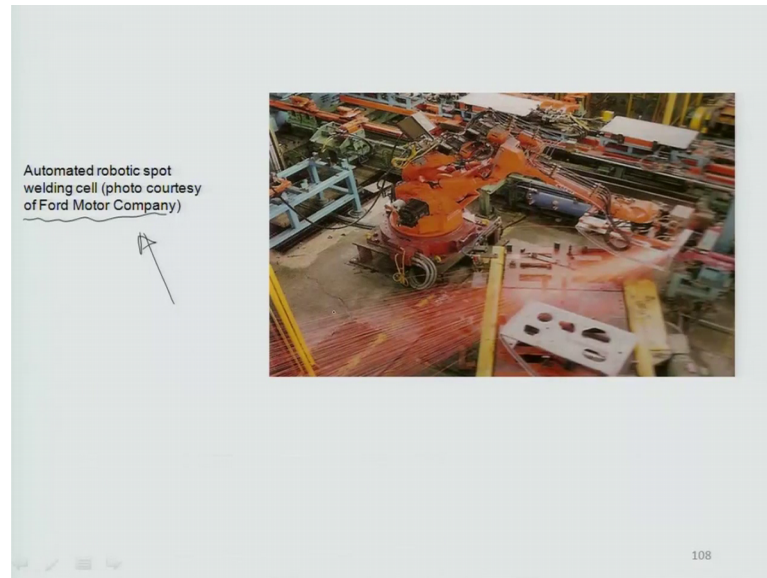 Automated robotic spot
welding cell (photo courtesy
of Ford Motor Company)
108